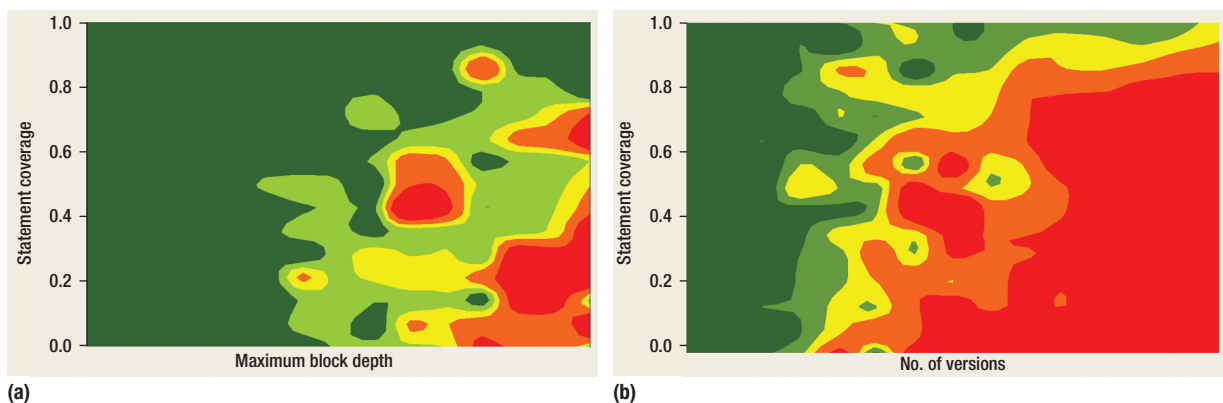 1.0
0.8
0.6
0.4
0.2
0.0
Statement coverage
Maximum block depth
(a)
1.0
0.8
0.6
0.4
0.2
0.0
Statement coverage
No. of versions
(b)